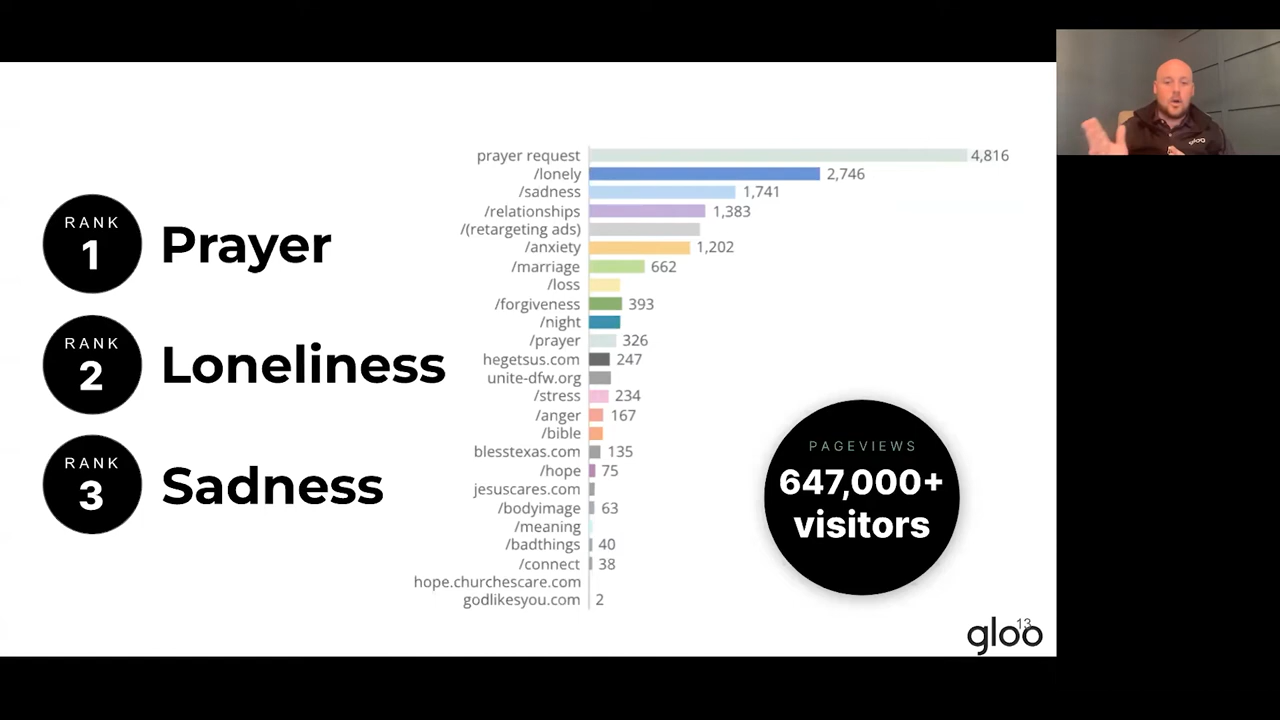 RANK
1
Prayer
RANK
2
Loneliness
RANK
3
Sadness
prayer request 4,816
/lonely 2,746
/sadness 1,741
/relationships 1,383
/(retargeting ads)
/anxiety 1,202
/marriage 662
/loss
/forgiveness 393
/night
/prayer 326
hegetsus.com 247
unite-dfw.org
/stress 234
/anger 167
/bible
blesstexas.com 135
/hope 75
jesuscares.com
/bodyimage 63
/meaning
/badthings 40
/connect 38
hope.churchescare.com
godlikesyou.com 2
PAGEVIEWS
647,000+
visitors
13
gloo
gloo